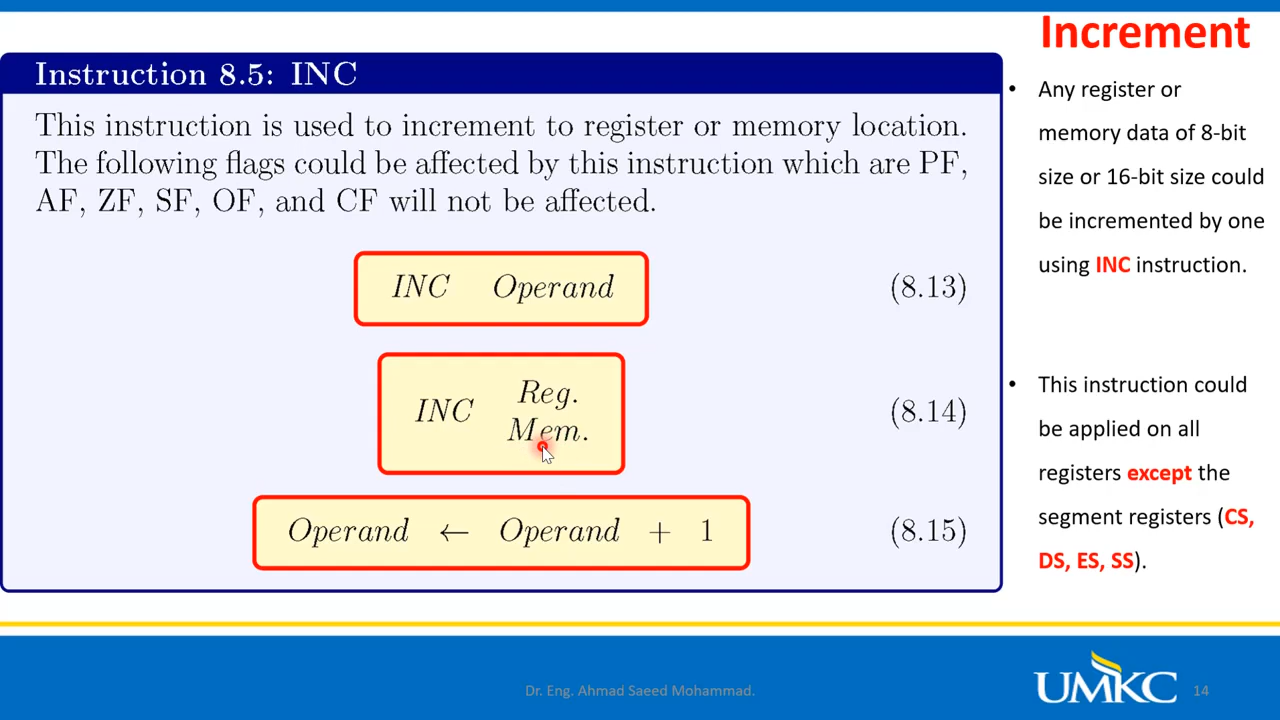 Increment
Instruction 8.5: INC
This instruction is used to increment to register or memory location.
The following flags could be affected by this instruction which are PF,
AF, ZF, SF, OF, and CF will not be affected.
INC Operand (8.13)
INC Reg.
Mem. (8.14)
Operand ← Operand + 1 (8.15)
• Any register or
memory data of 8-bit
size or 16-bit size could
be incremented by one
using INC instruction.
• This instruction could
be applied on all
registers except the
segment registers (CS,
DS, ES, SS).
Dr. Eng. Ahmad Saeed Mohammad.
UMKC
14